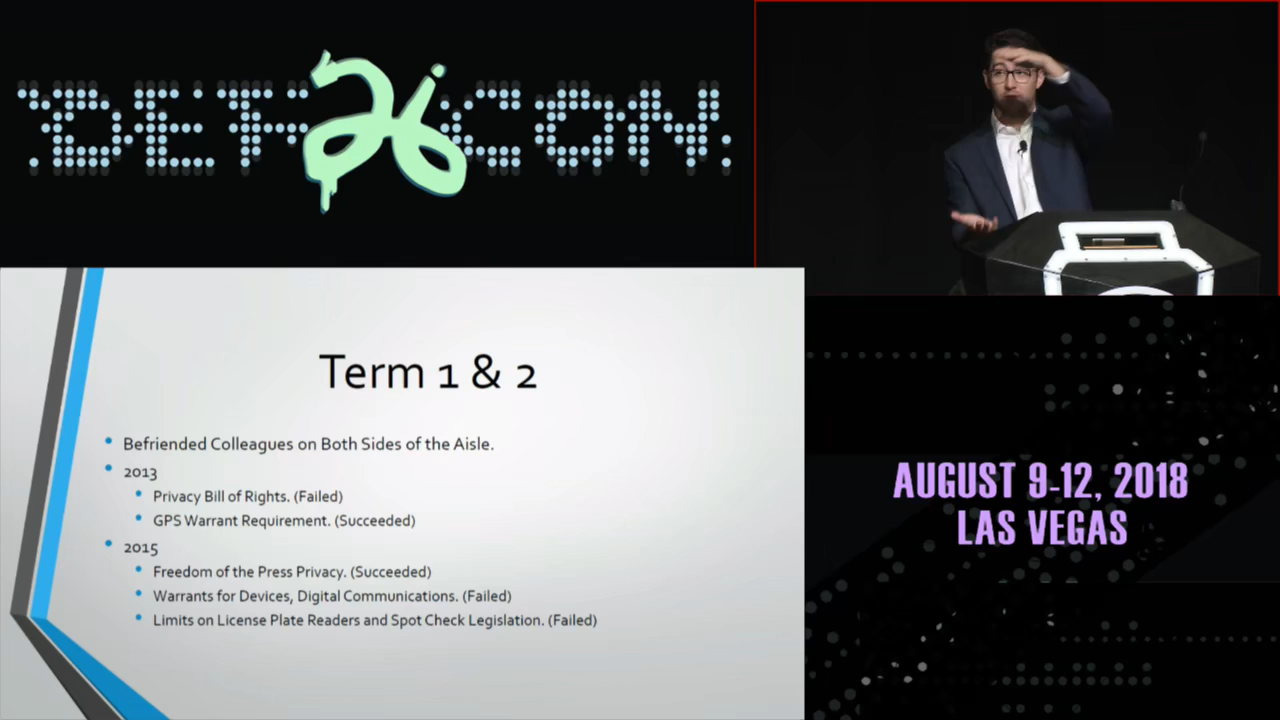 DEF CON
26
Term 1 & 2
Befriended Colleagues on Both Sides of the Aisle.
2013
Privacy Bill of Rights. (Failed)
GPS Warrant Requirement. (Succeeded)
2015
Freedom of the Press Privacy. (Succeeded)
Warrants for Devices, Digital Communications. (Failed)
Limits on License Plate Readers and Spot Check Legislation. (Failed)
AUGUST 9-12, 2018
LAS VEGAS